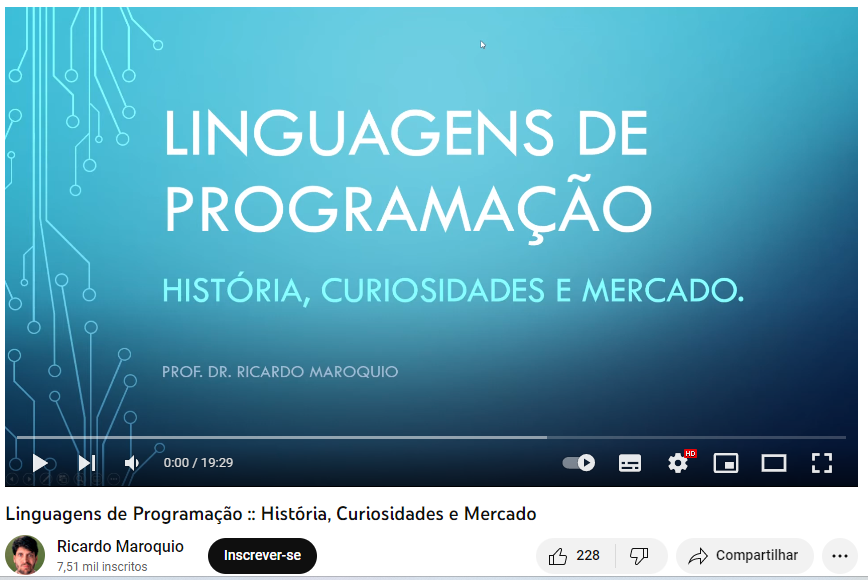 LINGUAGENS DE
PROGRAMAÇÃO
HISTÓRIA, CURIOSIDADES E MERCADO.
PROF. DR. RICARDO MAROQUIO
0:00 / 19:29
HD
Linguagens de Programação :: História, Curiosidades e Mercado
Ricardo Maroquio
7,51 mil inscritos
Inscrever-se
228
Compartilhar